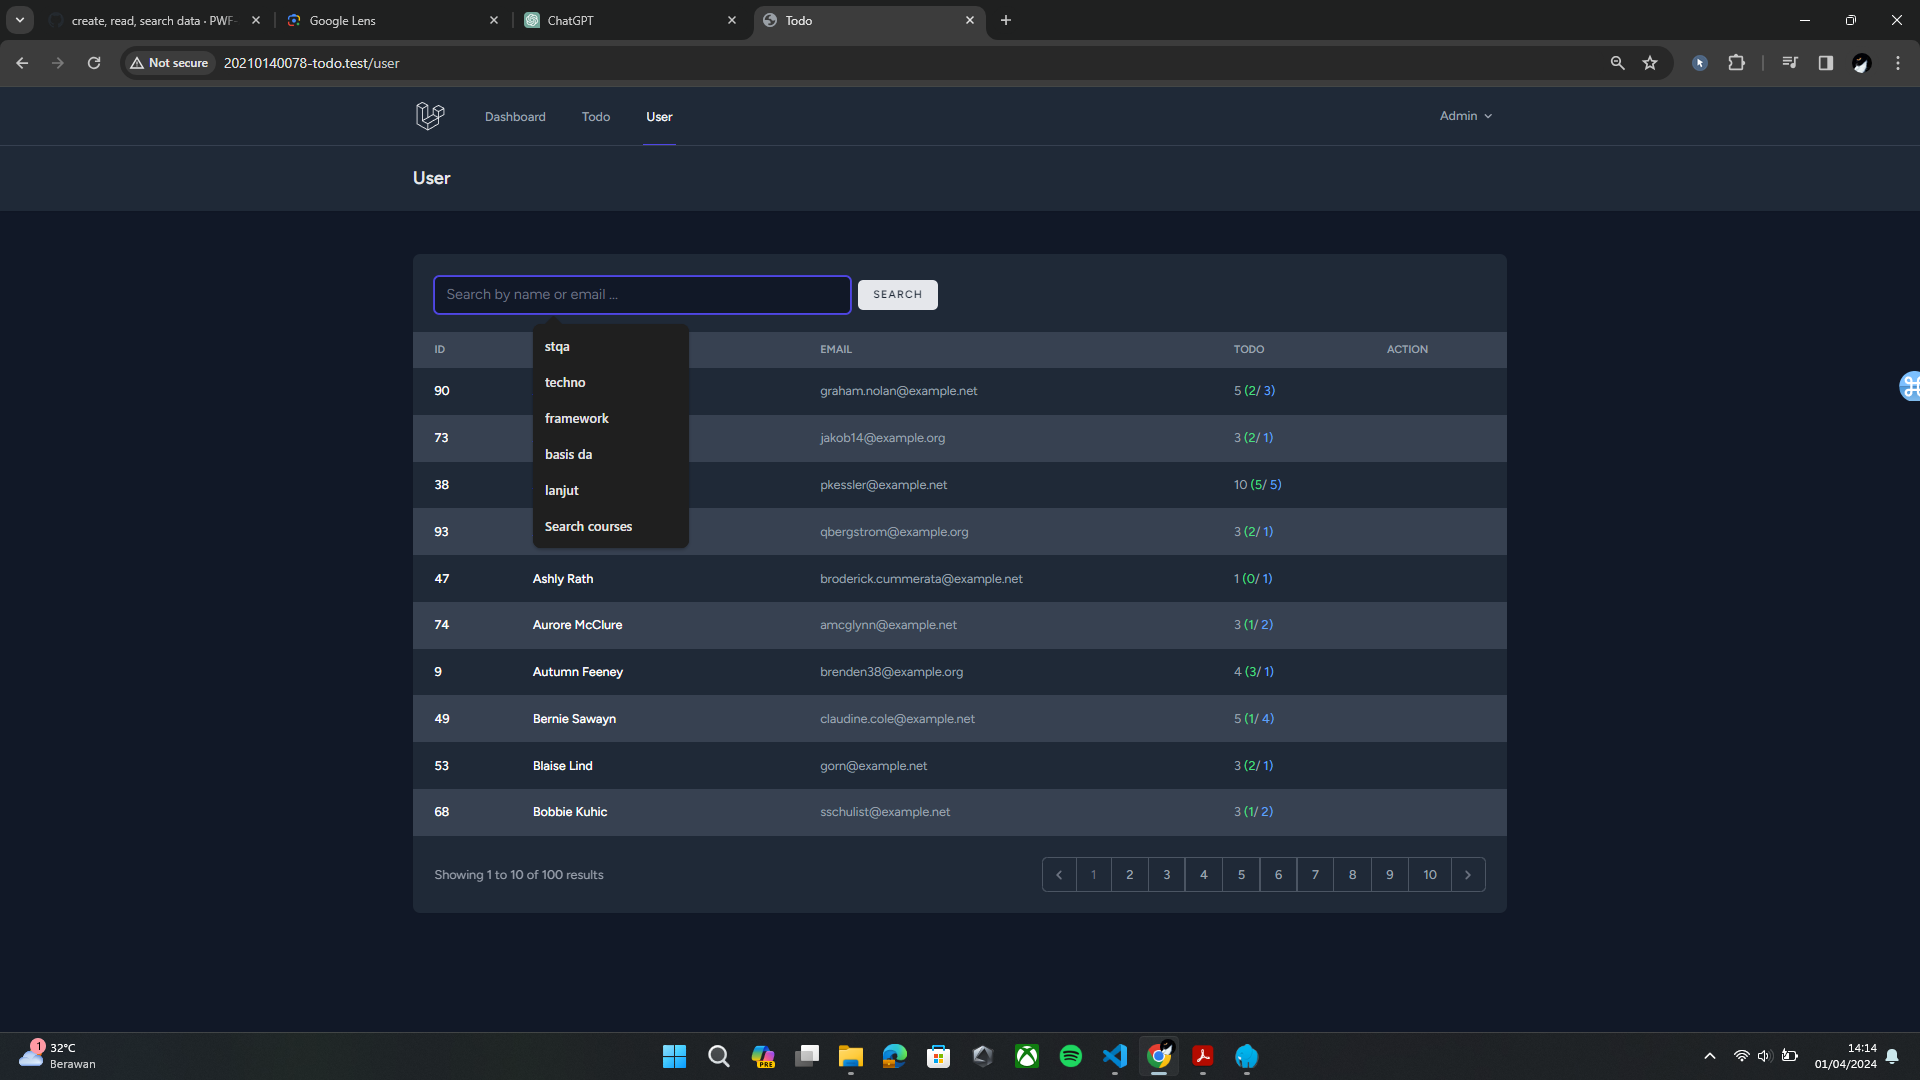 create, read, search data · PWF-
Google Lens
ChatGPT
Todo
Not secure
20210140078-todo.test/user
Dashboard
Todo
User
Admin
User
Search by name or email ...
SEARCH
stqa
techno
framework
basis da
lanjut
Search courses
ID
EMAIL
TODO
ACTION
90
graham.nolan@example.net
5 (2/ 3)
73
jakob14@example.org
3 (2/ 1)
38
pkessler@example.net
10 (5/ 5)
93
qbergstrom@example.org
3 (2/ 1)
47
Ashly Rath
broderick.cummerata@example.net
1 (0/ 1)
74
Aurore McClure
amcglynn@example.net
3 (1/ 2)
9
Autumn Feeney
brenden38@example.org
4 (3/ 1)
49
Bernie Sawayn
claudine.cole@example.net
5 (1/ 4)
53
Blaise Lind
gorn@example.net
3 (2/ 1)
68
Bobbie Kuhic
sschulist@example.net
3 (1/ 2)
Showing 1 to 10 of 100 results
1
2
3
4
5
6
7
8
9
10
1
32°C
Berawan
PRE
14:14
01/04/2024